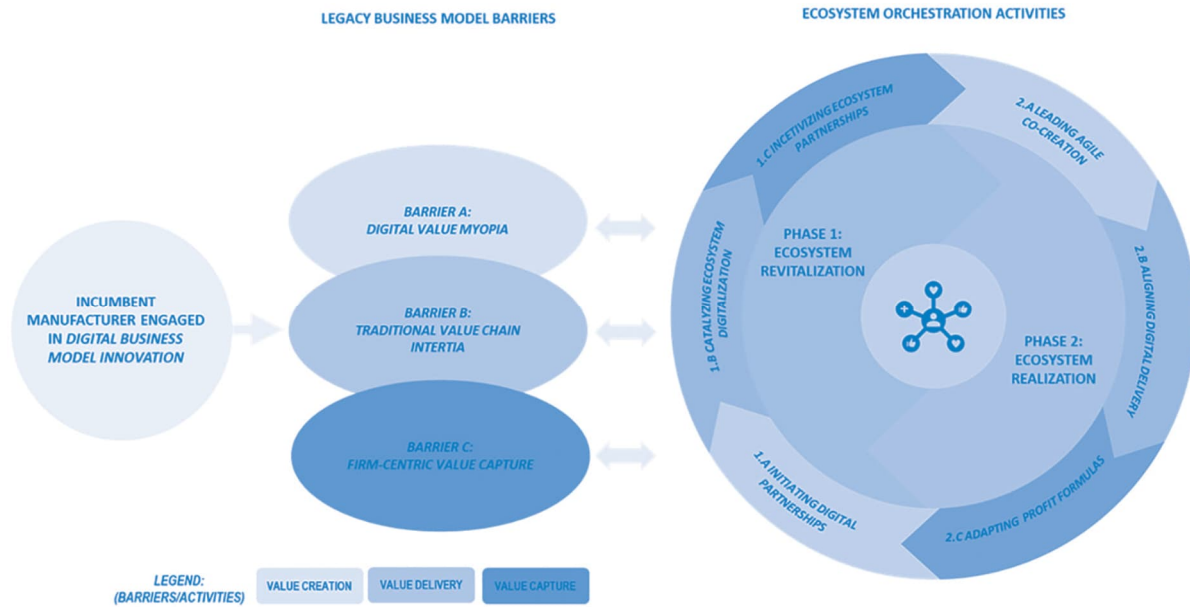 LEGACY BUSINESS MODEL BARRIERS
ECOSYSTEM ORCHESTRATION ACTIVITIES
INCUMBENT
MANUFACTURER ENGAGED
IN DIGITAL BUSINESS
MODEL INNOVATION
BARRIER A:
DIGITAL VALUE MYOPIA
BARRIER B:
TRADITIONAL VALUE CHAIN
INTERTIA
BARRIER C:
FIRM-CENTRIC VALUE CAPTURE
PHASE 1:
ECOSYSTEM
REVITALIZATION
1.A INITIATING DIGITAL
PARTNERSHIPS
1.B CATALYZING ECOSYSTEM
DIGITALIZATION
1.C INCETIVIZING ECOSYSTEM
PARTNERSHIPS
PHASE 2:
ECOSYSTEM
REALIZATION
2.A LEADING AGILE
CO-CREATION
2.B ALIGNING DIGITAL DELIVERY
2.C ADAPTING PROFIT FORMULAS
LEGEND:
(BARRIERS/ACTIVITIES)
VALUE CREATION
VALUE DELIVERY
VALUE CAPTURE